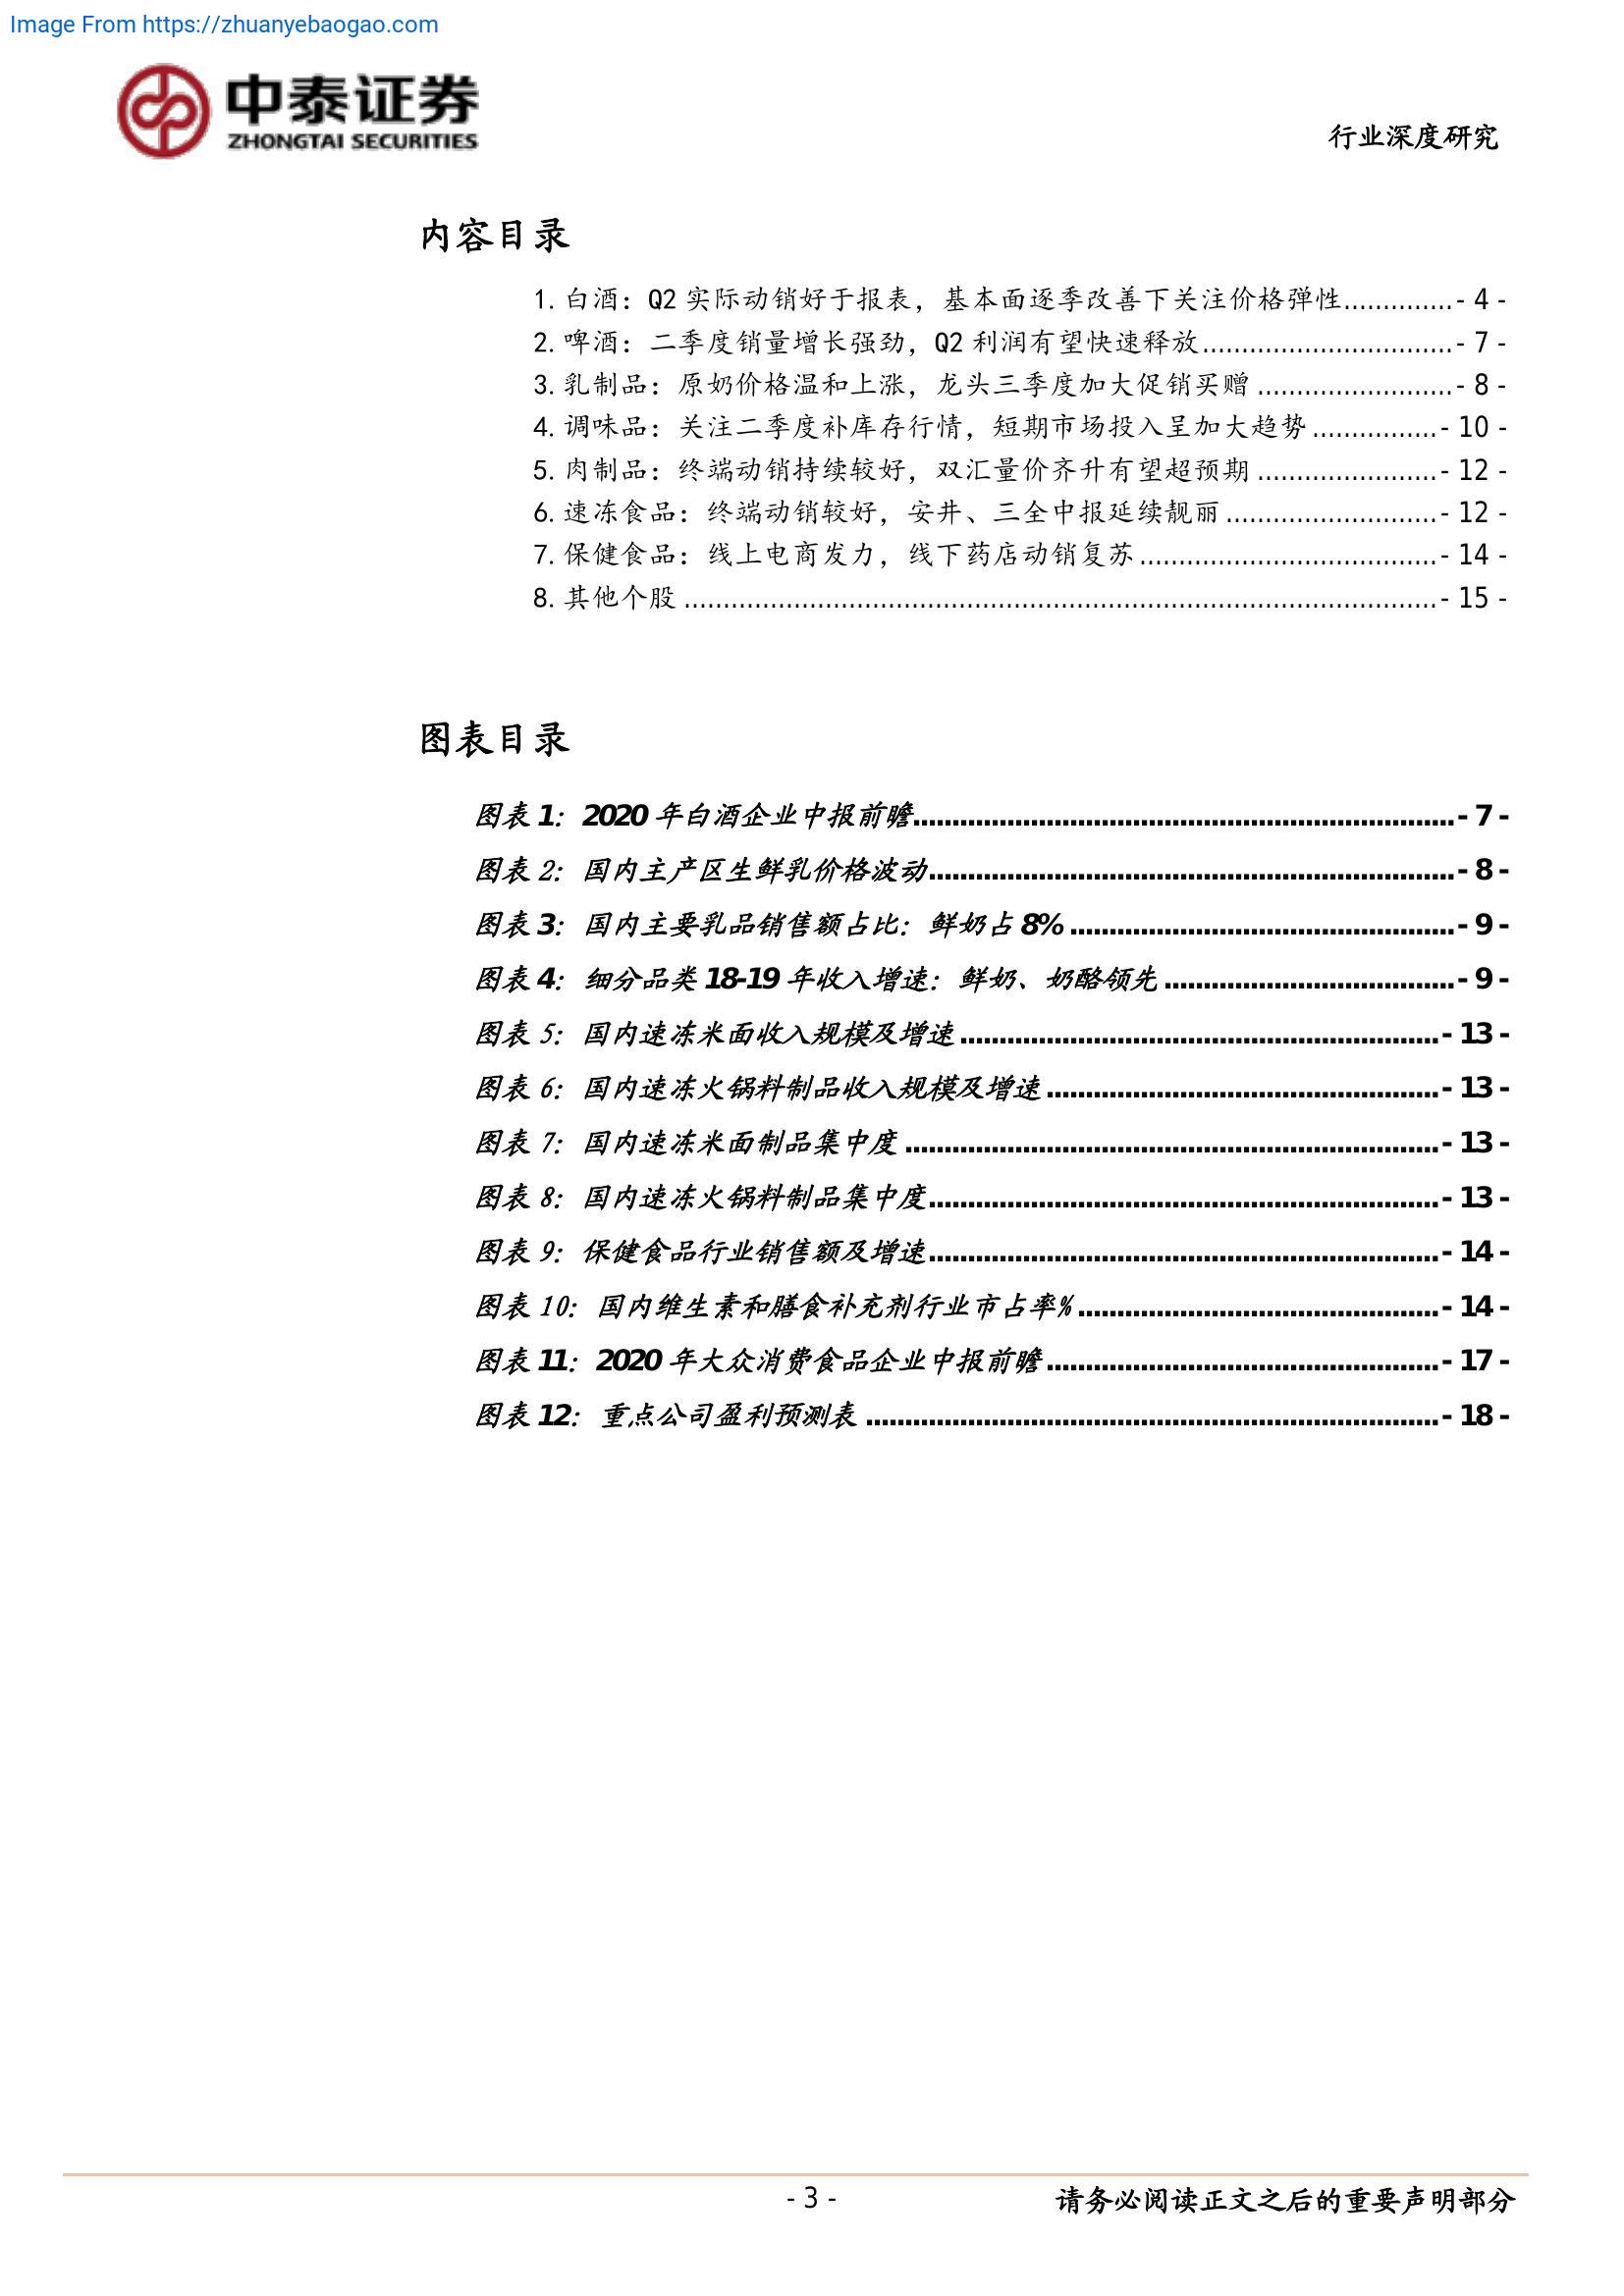 Image From https://zhuanyebaogao.com
中泰证券
ZHONGTAI SECURITIES
行业深度研究
内容目录
1. 白酒：Q2 实际动销好于报表，基本面逐季改善下关注价格弹性..............- 4 -
2. 啤酒：二季度销量增长强劲，Q2 利润有望快速释放................................- 7 -
3. 乳制品：原奶价格温和上涨，龙头三季度加大促销买赠.........................- 8 -
4. 调味品：关注二季度补库存行情，短期市场投入呈加大趋势................- 10 -
5. 肉制品：终端动销持续较好，双汇量价齐升有望超预期.......................- 12 -
6. 速冻食品：终端动销较好，安井、三全中报延续靓丽...........................- 12 -
7. 保健食品：线上电商发力，线下药店动销复苏......................................- 14 -
8. 其他个股................................................................................................- 15 -
图表目录
图表 1：2020 年白酒企业中报前瞻.....................................................................- 7 -
图表 2：国内主产区生鲜乳价格波动...................................................................- 8 -
图表 3：国内主要乳品销售额占比：鲜奶占 8%.................................................- 9 -
图表 4：细分品类 18-19 年收入增速：鲜奶、奶酪领先.....................................- 9 -
图表 5：国内速冻米面收入规模及增速.............................................................- 13 -
图表 6：国内速冻火锅料制品收入规模及增速..................................................- 13 -
图表 7：国内速冻米面制品集中度....................................................................- 13 -
图表 8：国内速冻火锅料制品集中度.................................................................- 13 -
图表 9：保健食品行业销售额及增速.................................................................- 14 -
图表 10：国内维生素和膳食补充剂行业市占率%..............................................- 14 -
图表 11：2020 年大众消费食品企业中报前瞻..................................................- 17 -
图表 12：重点公司盈利预测表.........................................................................- 18 -
- 3 -
请务必阅读正文之后的重要声明部分